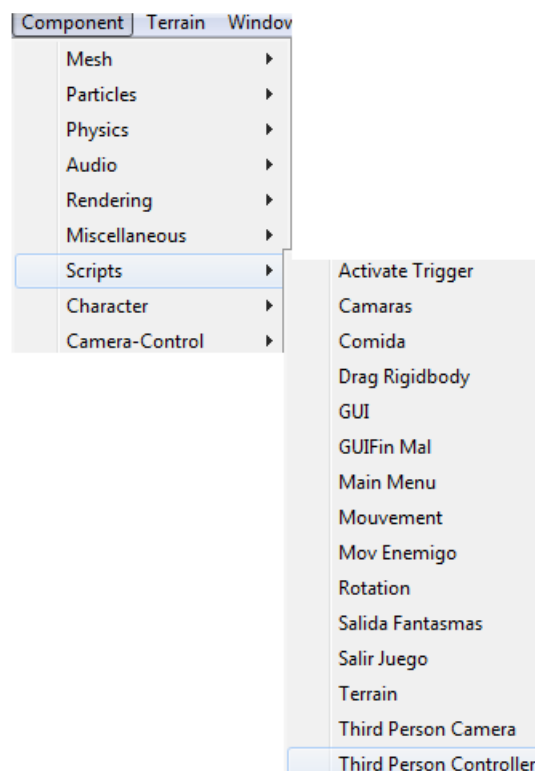 Component Terrain Window
Mesh
Particles
Physics
Audio
Rendering
Miscellaneous
Scripts
Character
Camera-Control
Activate Trigger
Camaras
Comida
Drag Rigidbody
GUI
GUIFin Mal
Main Menu
Mouvement
Mov Enemigo
Rotation
Salida Fantasmas
Salir Juego
Terrain
Third Person Camera
Third Person Controller